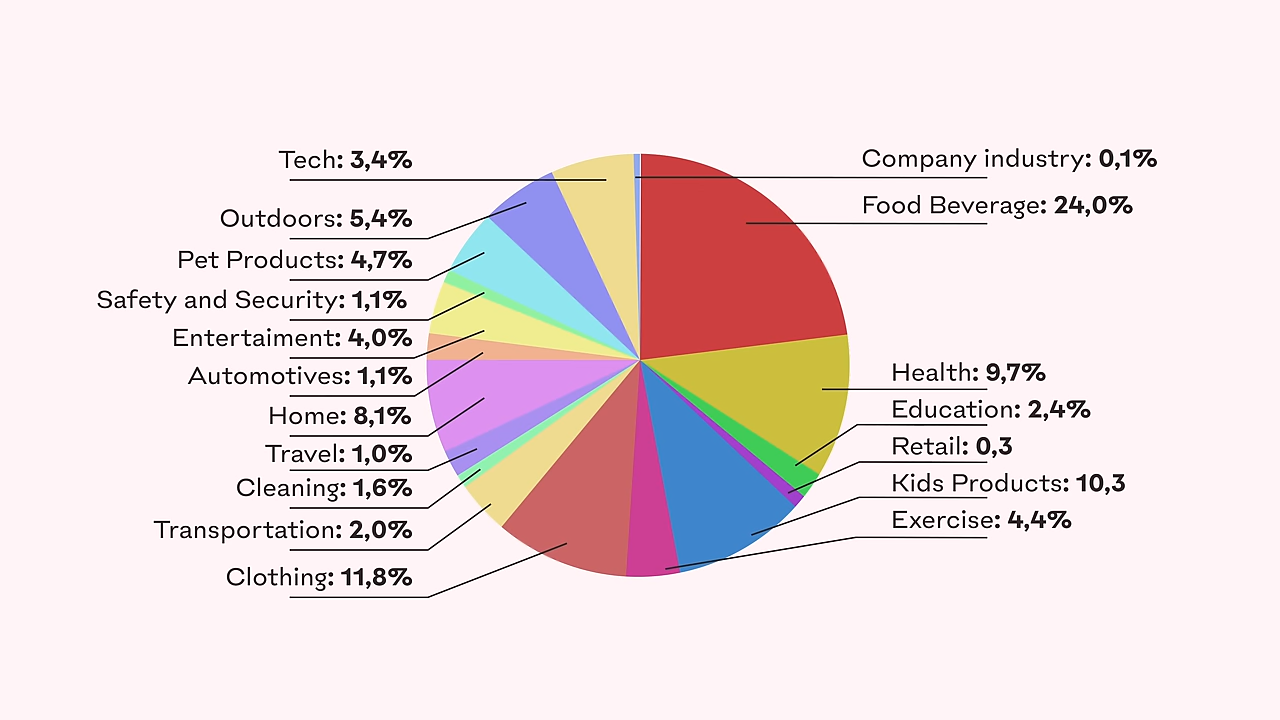 Tech: 3,4%
Outdoors: 5,4%
Pet Products: 4,7%
Safety and Security: 1,1%
Entertaiment: 4,0%
Automotives: 1,1%
Home: 8,1%
Travel: 1,0%
Cleaning: 1,6%
Transportation: 2,0%
Clothing: 11,8%
Company industry: 0,1%
Food Beverage: 24,0%
Health: 9,7%
Education: 2,4%
Retail: 0,3
Kids Products: 10,3
Exercise: 4,4%